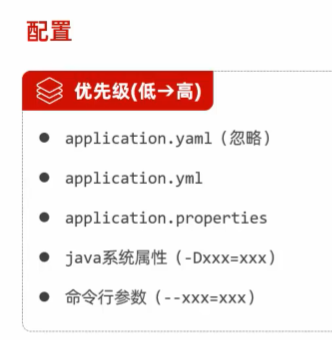 配置
优先级(低→高)
● application.yaml（忽略）
● application.yml
● application.properties
● java系统属性（-Dxxx=xxx）
● 命令行参数（--xxx=xxx）